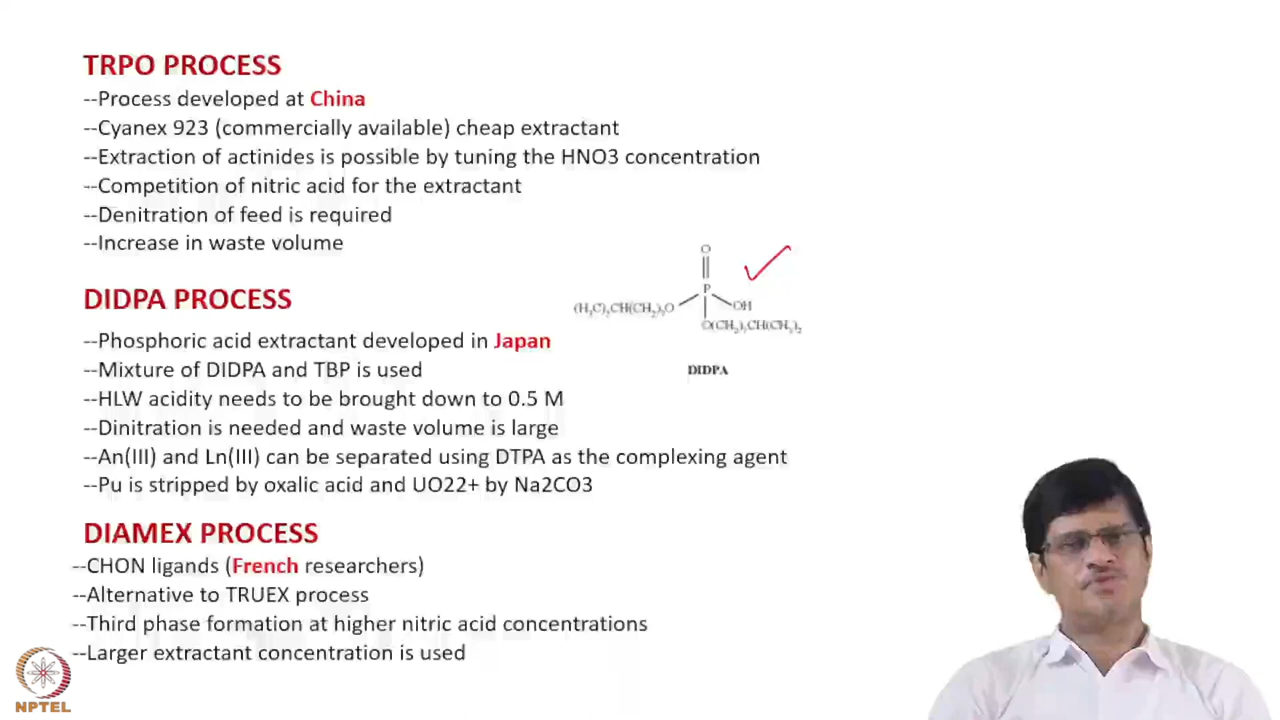 TRPO PROCESS
--Process developed at China
--Cyanex 923 (commercially available) cheap extractant
--Extraction of actinides is possible by tuning the HNO3 concentration
--Competition of nitric acid for the extractant
--Denitration of feed is required
--Increase in waste volume
DIDPA PROCESS
--Phosphoric acid extractant developed in Japan
--Mixture of DIDPA and TBP is used
--HLW acidity needs to be brought down to 0.5 M
--Dinitration is needed and waste volume is large
--An(III) and Ln(III) can be separated using DTPA as the complexing agent
--Pu is stripped by oxalic acid and UO22+ by Na2CO3
O
P
OH
DIDPA
DIAMEX PROCESS
--CHON ligands (French researchers)
--Alternative to TRUEX process
--Third phase formation at higher nitric acid concentrations
--Larger extractant concentration is used
NPTEL